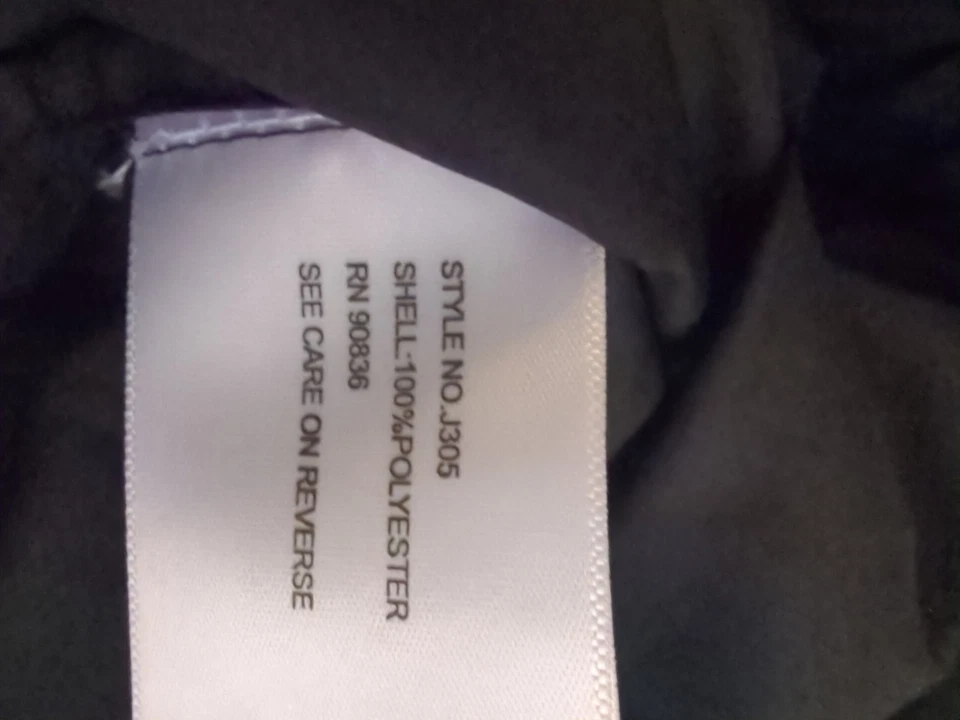 STYLE NO.J305
SHELL:100%POLYESTER
RN 90836
SEE CARE ON REVERSE